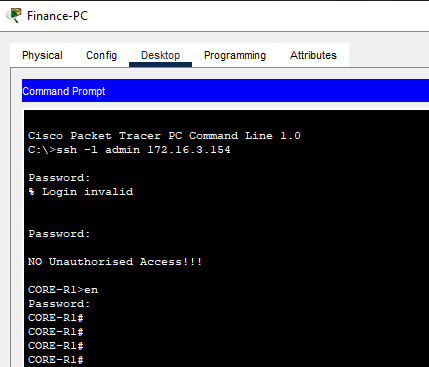 Finance-PC
Physical Config Desktop Programming Attributes
Command Prompt
Cisco Packet Tracer PC Command Line 1.0
C:\>ssh -l admin 172.16.3.154
Password:
% Login invalid
Password:
NO Unauthorised Access!!!
CORE-R1>en
Password:
CORE-R1#
CORE-R1#
CORE-R1#
CORE-R1#